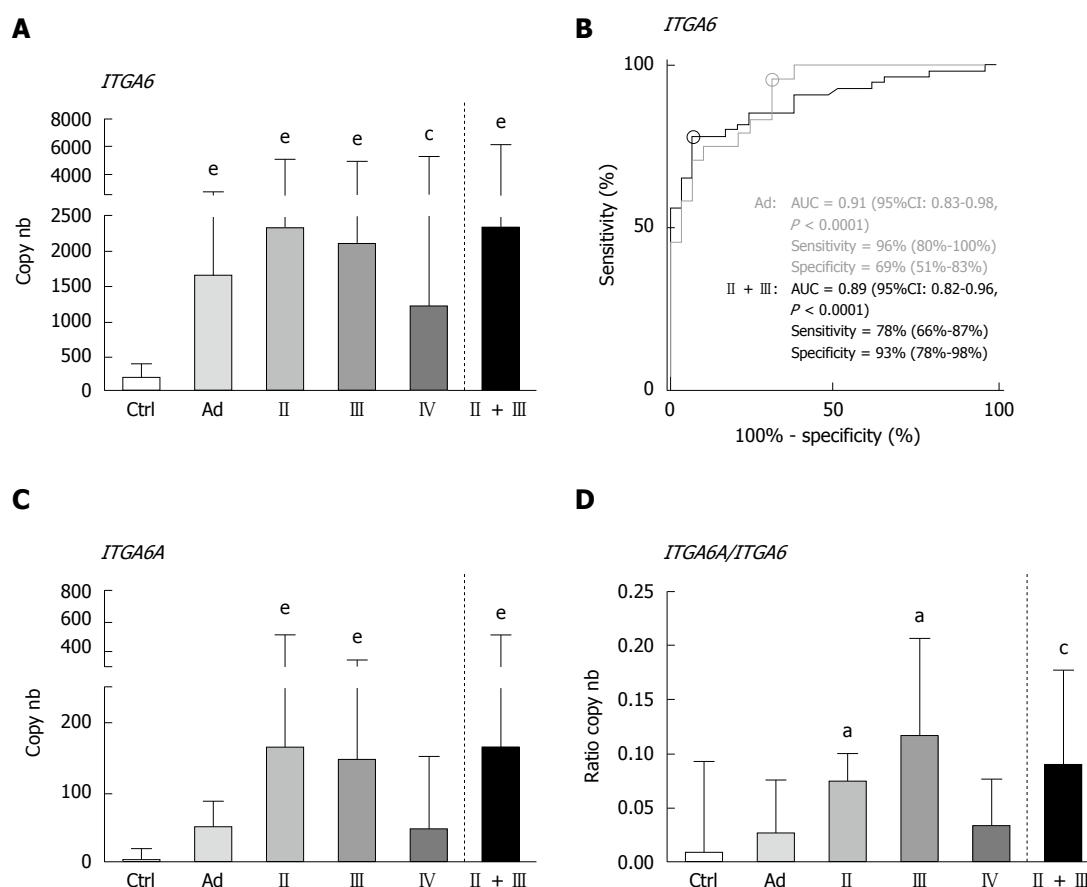 A
ITGA6
8000
6000
4000
2500
2000
1500
1000
500
0
Copy nb
e
e
e
c
e
Ctrl
Ad
Ⅱ
Ⅲ
Ⅳ
Ⅱ + Ⅲ
B
ITGA6
100
50
0
Sensitivity (%)
Ad: AUC = 0.91 (95%CI: 0.83-0.98,
P < 0.0001)
Sensitivity = 96% (80%-100%)
Specificity = 69% (51%-83%)
Ⅱ + Ⅲ: AUC = 0.89 (95%CI: 0.82-0.96,
P < 0.0001)
Sensitivity = 78% (66%-87%)
Specificity = 93% (78%-98%)
0
50
100
100% - specificity (%)
C
ITGA6A
800
600
400
200
100
0
Copy nb
e
e
e
Ctrl
Ad
Ⅱ
Ⅲ
Ⅳ
Ⅱ + Ⅲ
D
ITGA6A/ITGA6
0.25
0.20
0.15
0.10
0.05
0.00
Ratio copy nb
a
a
c
Ctrl
Ad
Ⅱ
Ⅲ
Ⅳ
Ⅱ + Ⅲ